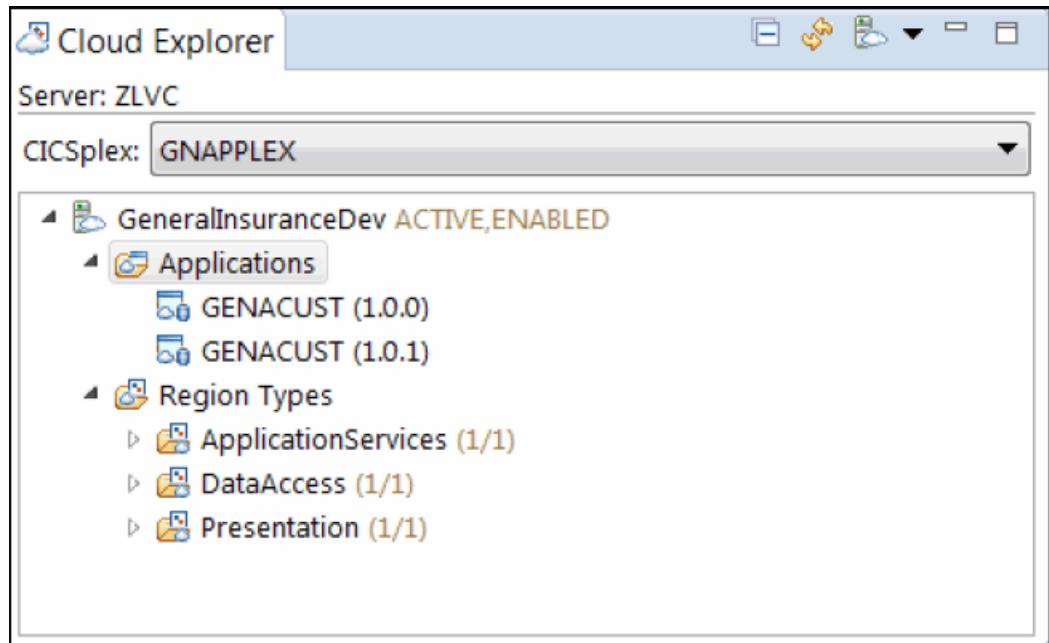 Cloud Explorer
Server: ZLVC
CICSplex: GNAPPLEX
GeneralInsuranceDev ACTIVE,ENABLED
Applications
GENACUST (1.0.0)
GENACUST (1.0.1)
Region Types
ApplicationServices (1/1)
DataAccess (1/1)
Presentation (1/1)